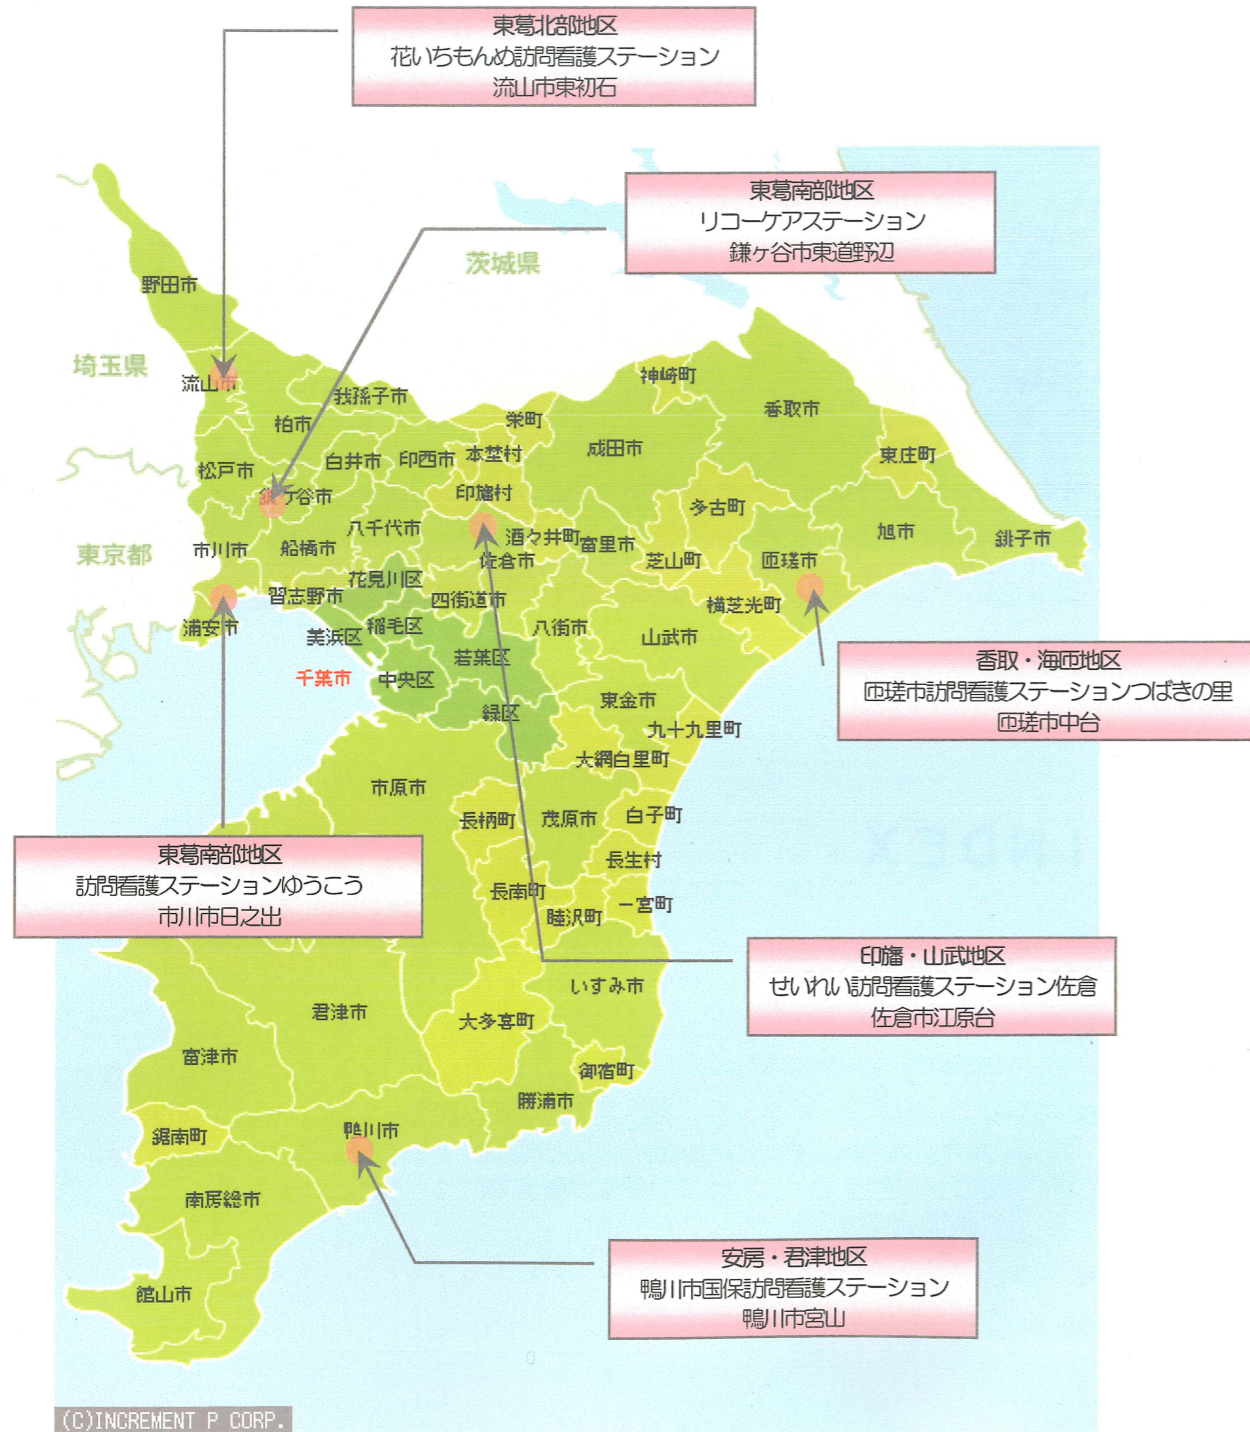 東葛北部地区
花いちもんめ訪問看護ステーション
流山市東初石
東葛南部地区
リコーケアステーション
鎌ヶ谷市東道野辺
茨城県
野田市
埼玉県
流山市
我孫子市
神崎町
香取市
柏市
栄町
成田市
東庄町
松戸市
白井市
印西市
本埜村
鎌ヶ谷市
印旛村
多古町
旭市
銚子市
東京都
市川市
船橋市
八千代市
酒々井町
富里市
芝山町
匝瑳市
佐倉市
花見川区
習志野市
四街道市
横芝光町
浦安市
美浜区
稲毛区
八街市
山武市
若葉区
千葉市
中央区
緑区
東金市
九十九里町
大網白里町
香取・海匝地区
匝瑳市訪問看護ステーションつばきの里
匝瑳市中台
市原市
長柄町
茂原市
白子町
長生村
長南町
睦沢町
一宮町
東葛南部地区
訪問看護ステーションゆうこう
市川市日之出
印旛・山武地区
せいれい訪問看護ステーション佐倉
佐倉市江原台
いすみ市
君津市
大多喜町
富津市
御宿町
勝浦市
鋸南町
鴨川市
南房総市
館山市
安房・君津地区
鴨川市国保訪問看護ステーション
鴨川市宮山
(C)INCREMENT P CORP.